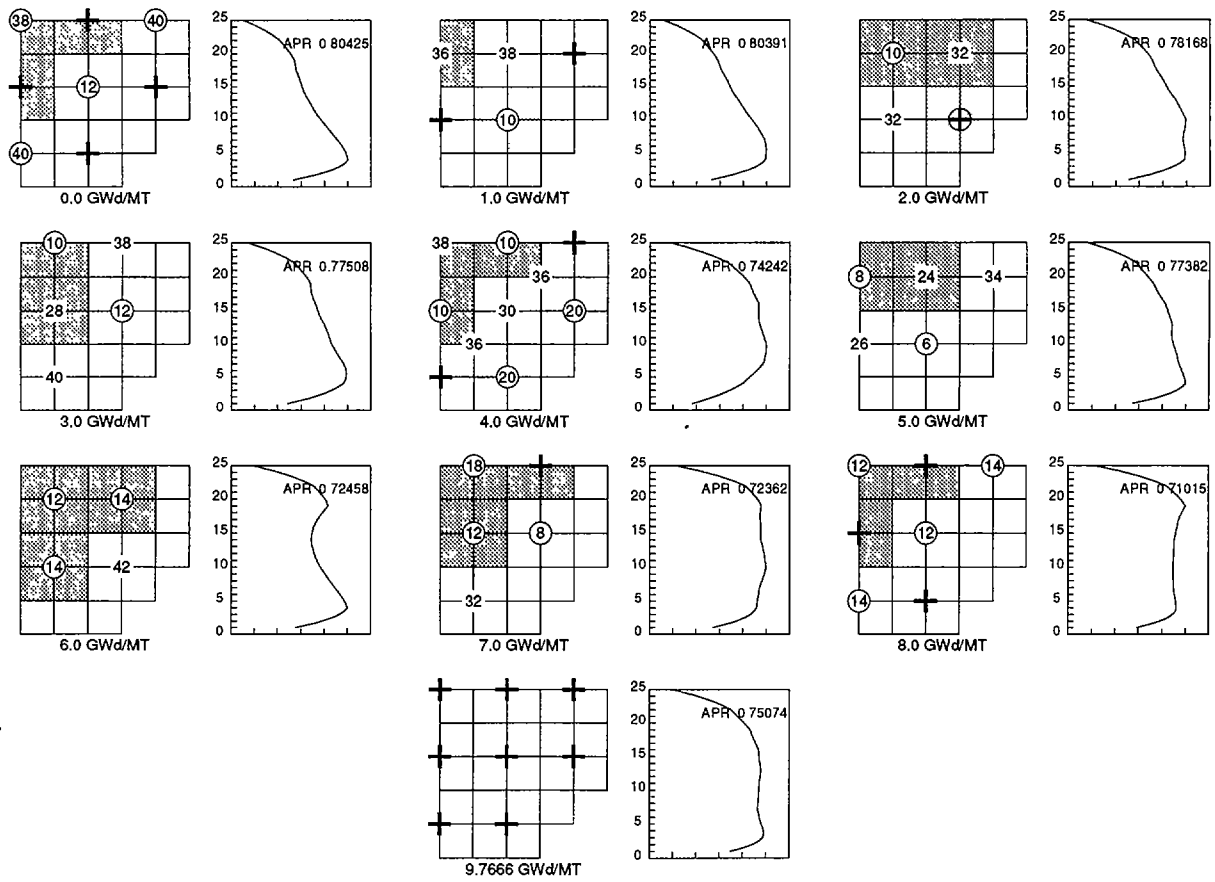 38 40 25 APR 0 80425
20
12 15
10
40 5
0
0.0 GWd/MT
25 APR 0 80391
36 38 20
15
10 10
5
0
1.0 GWd/MT
25 APR 0 78168
10 32 20
15
32 10
5
0
2.0 GWd/MT
10 38 25 APR 0.77508
20
28 12 15
10
40 5
0
3.0 GWd/MT
38 10 25 APR 0 74242
36 20
10 30 20 15
36 10
20 5
0
4.0 GWd/MT
25 APR 0 77382
8 24 34 20
15
26 6 10
5
0
5.0 GWd/MT
25 APR 0 72458
12 14 20
15
14 42 10
5
0
6.0 GWd/MT
18 25 APR 0 72362
20
12 8 15
10
32 5
0
7.0 GWd/MT
12 14 25 APR 0 71015
20
12 15
10
14 5
0
8.0 GWd/MT
25 APR 0 75074
20
15
10
5
0
9.7666 GWd/MT